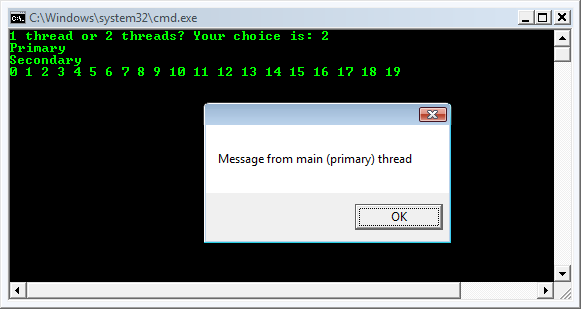 C:\Windows\system32\cmd.exe
1 thread or 2 threads? Your choice is: 2
Primary
Secondary
0 1 2 3 4 5 6 7 8 9 10 11 12 13 14 15 16 17 18 19
Message from main (primary) thread
OK